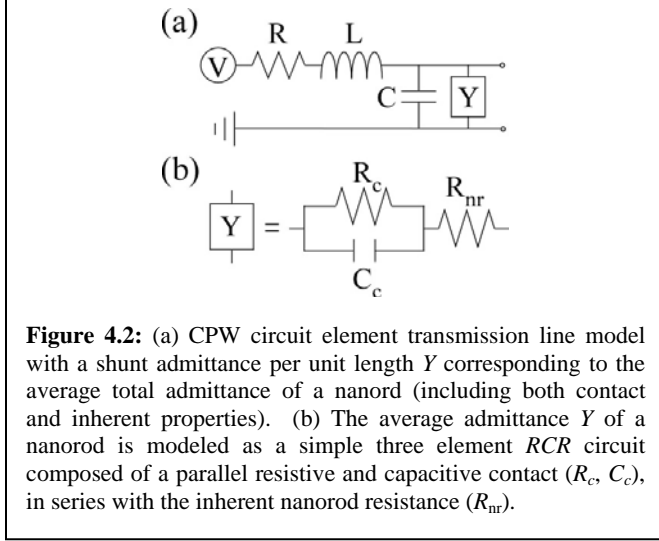 (a)
R L
V
C Y
(b)
R_c
R_nr
Y =
C_c
Figure 4.2: (a) CPW circuit element transmission line model
with a shunt admittance per unit length Y corresponding to the
average total admittance of a nanord (including both contact
and inherent properties). (b) The average admittance Y of a
nanorod is modeled as a simple three element RCR circuit
composed of a parallel resistive and capacitive contact (R_c, C_c),
in series with the inherent nanorod resistance (R_nr).